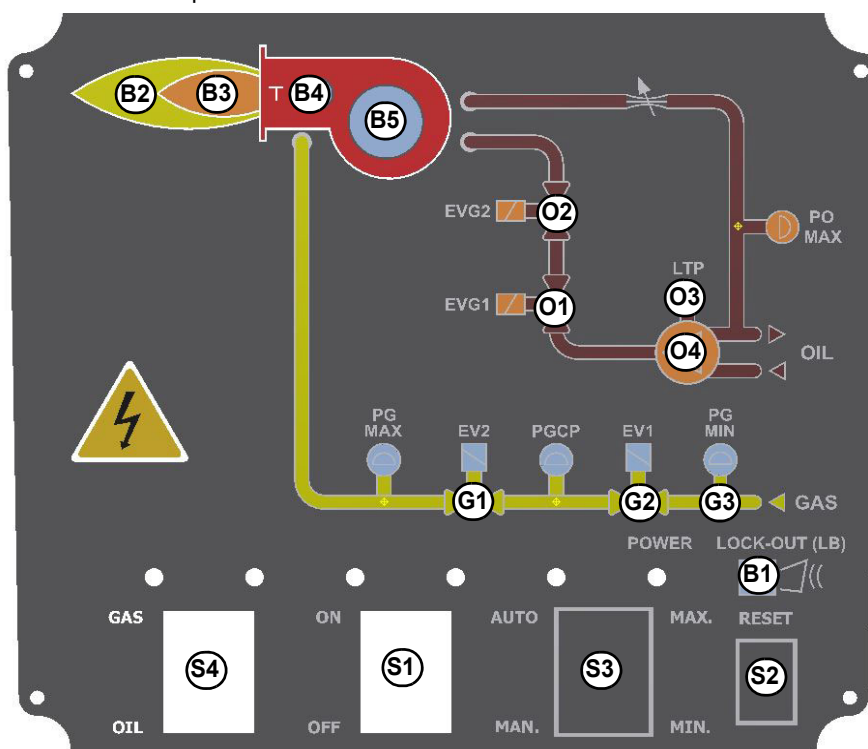 B2
B3
T
B4
B5
EVG2
O2
PO
MAX
LTP
O3
EVG1
O1
O4
OIL
PG
MAX
EV2
PGCP
EV1
PG
MIN
G1
G2
G3
GAS
POWER
LOCK-OUT (LB)
B1
GAS
ON
AUTO
MAX.
RESET
S4
S1
S3
S2
OIL
OFF
MAN.
MIN.